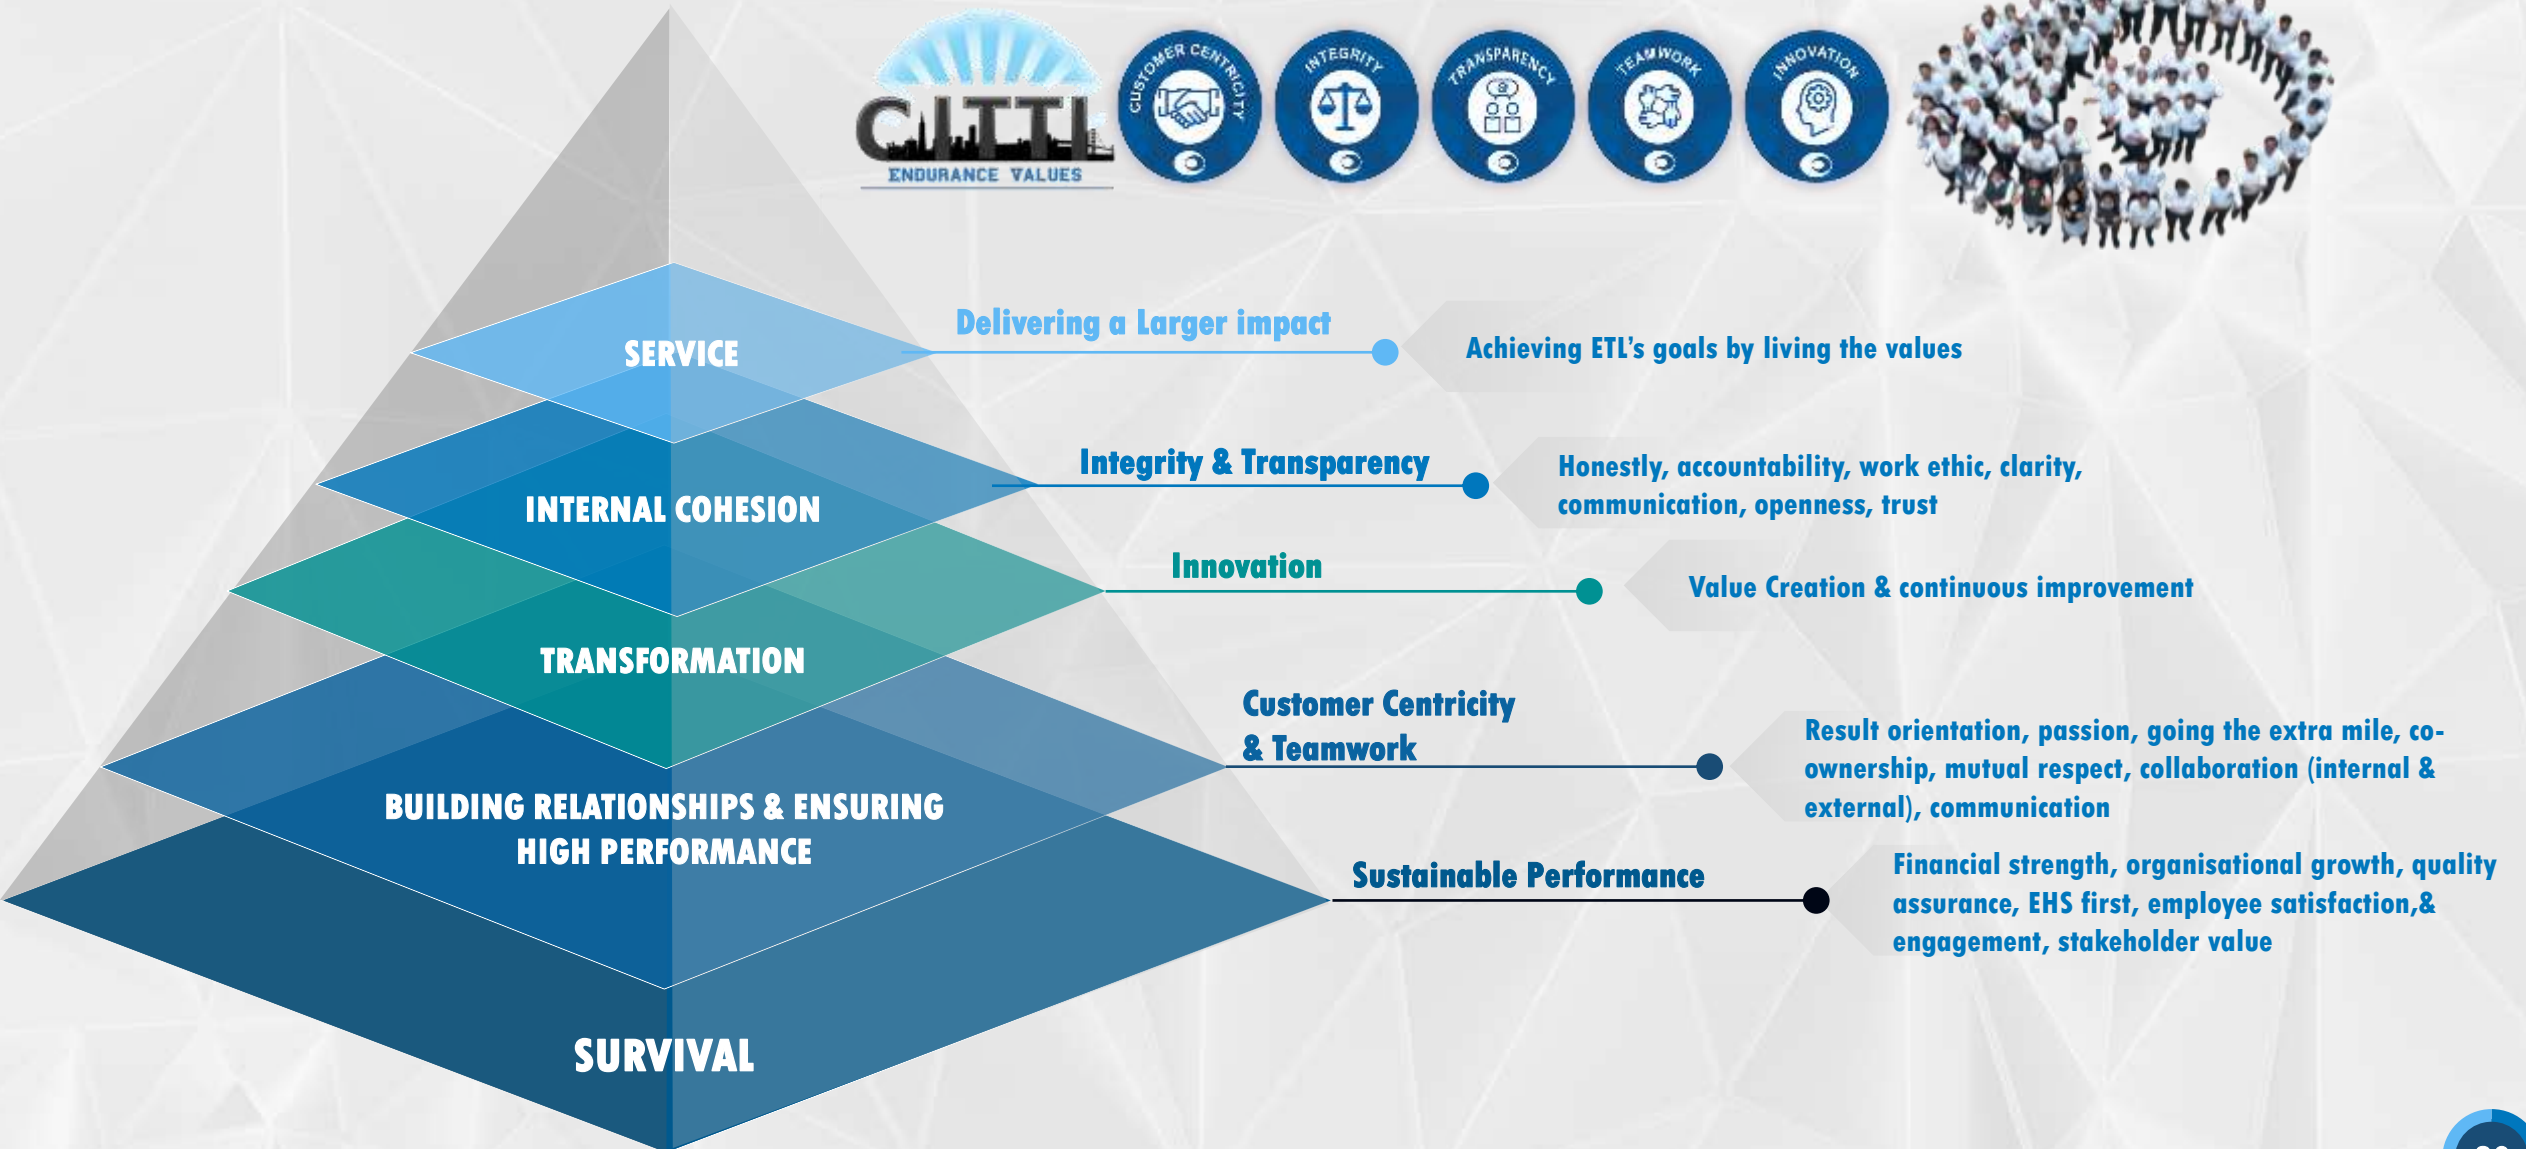 CITTI
ENDURANCE VALUES
CUSTOMER CENTRICITY
INTEGRITY
TRANSPARENCY
TEAMWORK
INNOVATION
SERVICE
Delivering a Larger impact
Achieving ETL’s goals by living the values
INTERNAL COHESION
Integrity & Transparency
Honestly, accountability, work ethic, clarity,
communication, openness, trust
TRANSFORMATION
Innovation
Value Creation & continuous improvement
BUILDING RELATIONSHIPS & ENSURING
HIGH PERFORMANCE
Customer Centricity
& Teamwork
Result orientation, passion, going the extra mile, co-
ownership, mutual respect, collaboration (internal &
external), communication
SURVIVAL
Sustainable Performance
Financial strength, organisational growth, quality
assurance, EHS first, employee satisfaction,&
engagement, stakeholder value